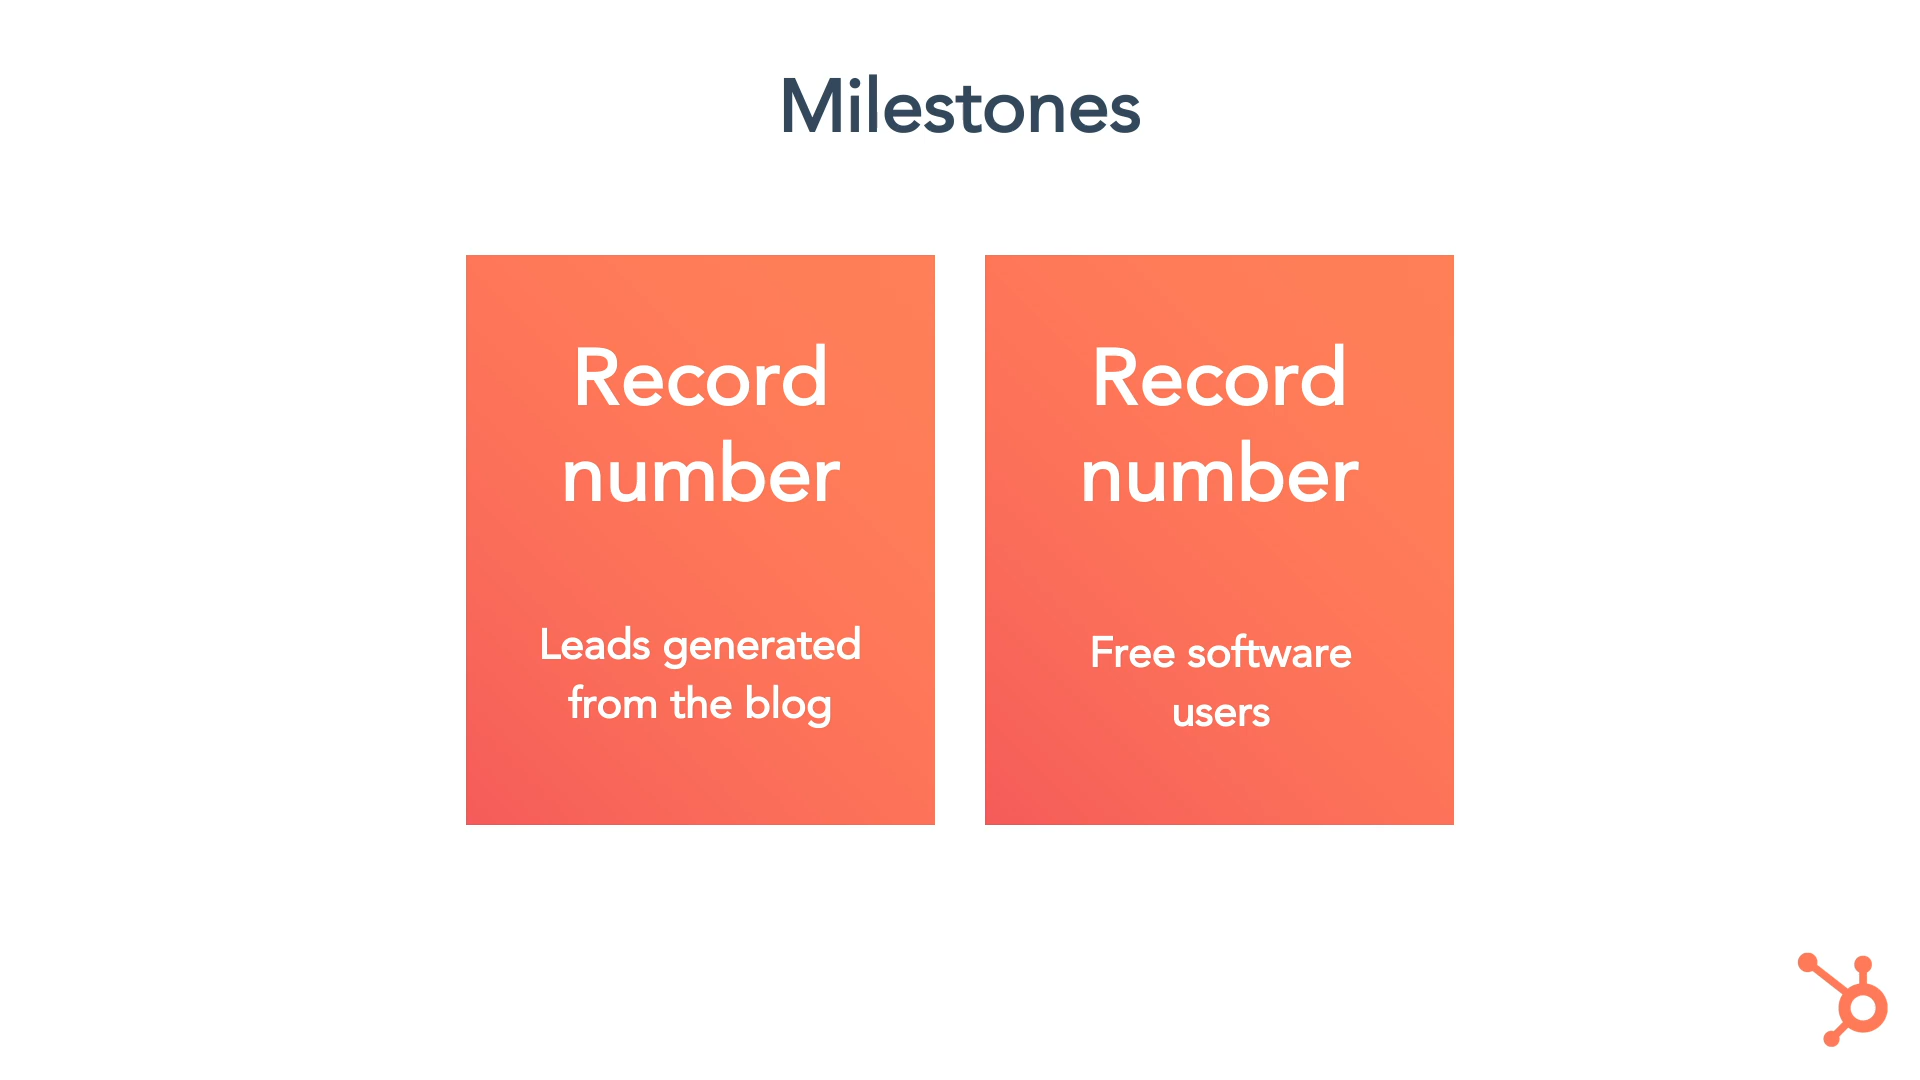 Milestones
Record
number
Leads generated
from the blog
Record
number
Free software
users